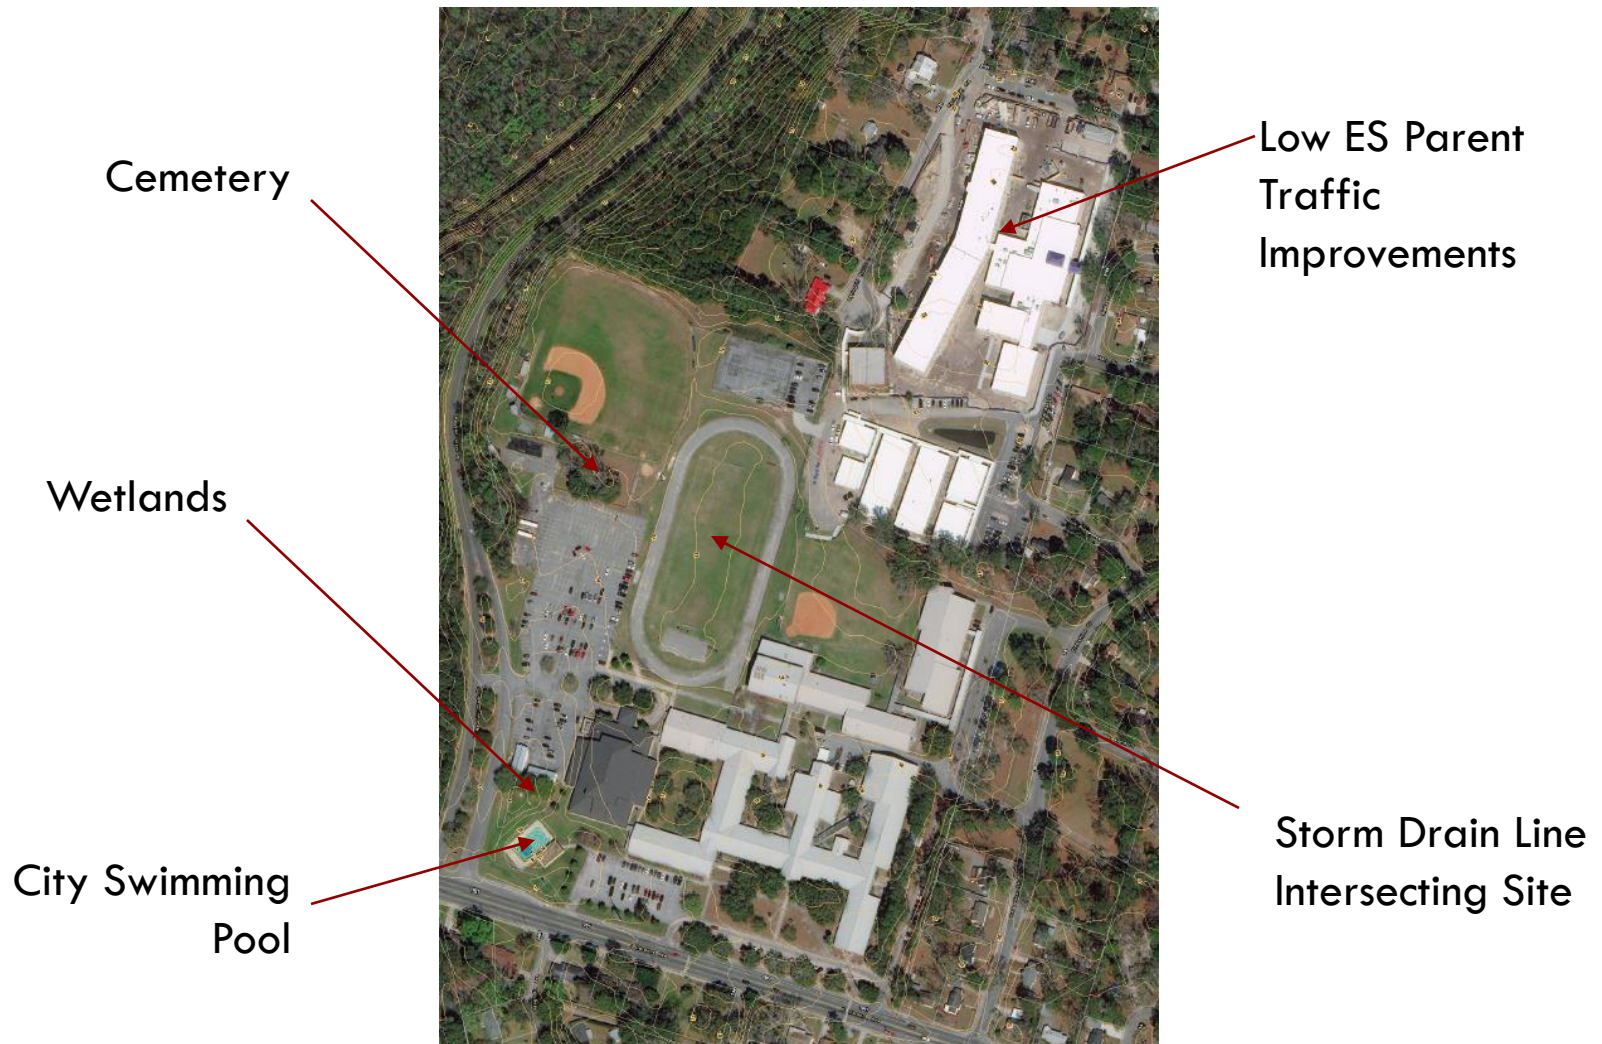 Cemetery
Low ES Parent
Traffic
Improvements
Wetlands
City Swimming
Pool
Storm Drain Line
Intersecting Site